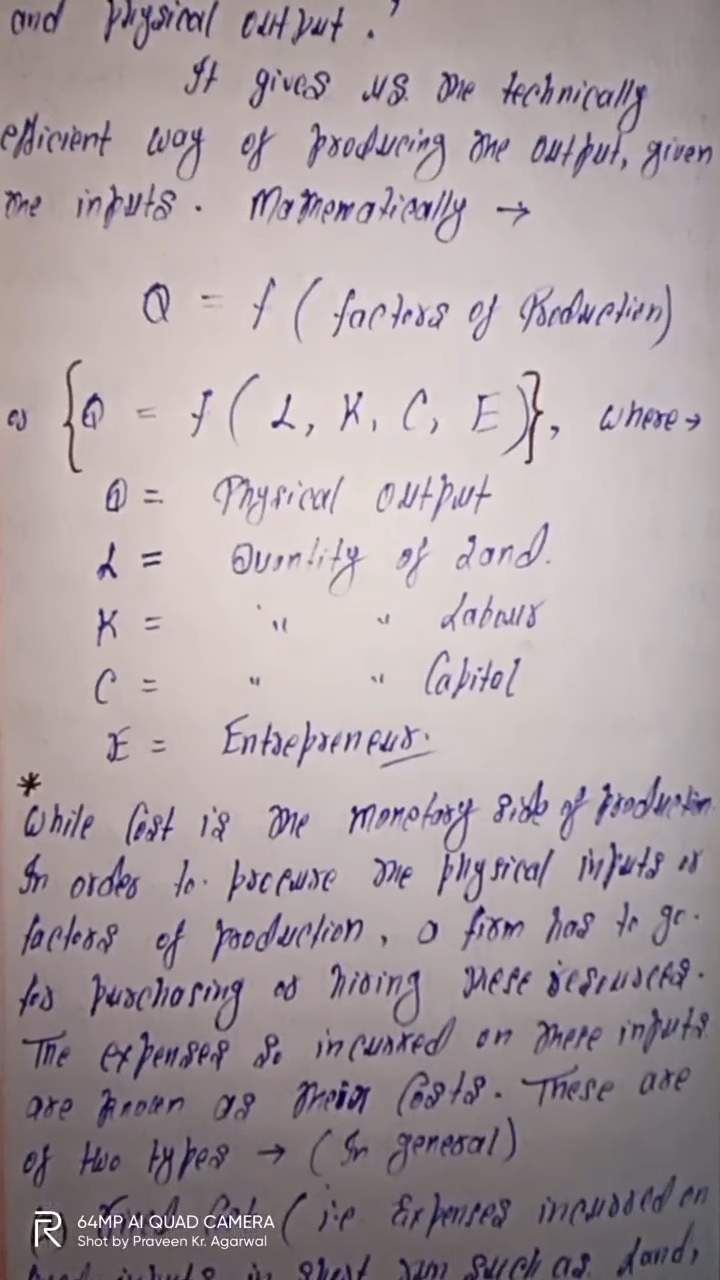 and physical output.'
It gives us the technically
efficient way of producing the output, given
the inputs. Mathematically →
Q = f ( factors of Production)
or { Q = f ( L, K, C, E ) }, where →
Q = Physical output
L = Quantity of Land.
K = " " Labour
C = " " Capital
E = Entrepreneur.
*
While Cost is the monetary side of production
In order to procure the physical inputs or
factors of production, a firm has to go.
for purchasing or hiring these resources.
The expenses so incurred on these inputs
are known as their Costs. These are
of two types → (In general)
( i.e. Expenses incurred on
inputs in short run such as Land,
64MP AI QUAD CAMERA
Shot by Praveen Kr. Agarwal